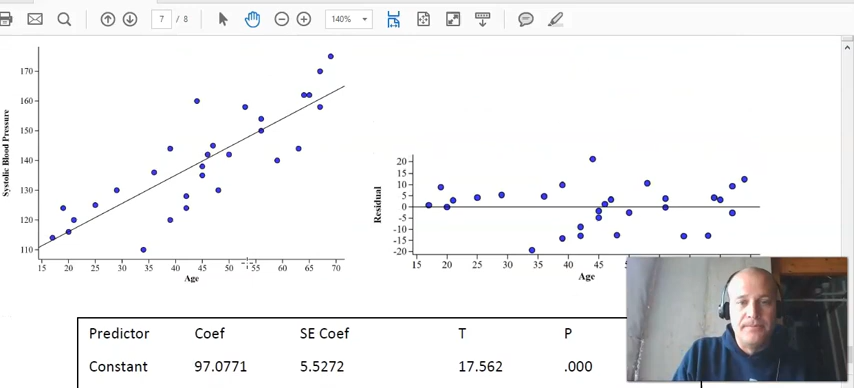 7 / 8
140%
Systolic Blood Pressure
170
160
150
140
130
120
110
15 20 25 30 35 40 45 50 55 60 65 70
Age
Residual
20
15
10
5
0
-5
-10
-15
-20
15 20 25 30 35 40 45
Age
Predictor Coef SE Coef T P
Constant 97.0771 5.5272 17.562 .000